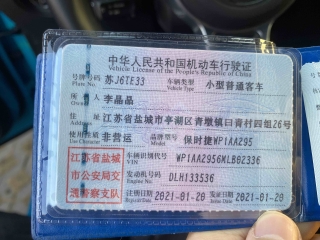 中华人民共和国机动车行驶证
Vehicle License of the People's Republic of China
号牌号码 苏J6TE33 车辆类型 小型普通客车
Plate No. Vehicle Type
所有人 李晶晶
Owner
住址 江苏省盐城市亭湖区青墩镇曰青村四组26号
Address
使用性质 非营运 品牌型号 保时捷WP1AA295
江苏省盐城 车辆识别代号 WP1AA2956MLB02336
VIN
市公安局交 发动机号码 DLH133536
Engine No.
通警察支队 注册日期 2021-01-20 发证日期 2021-01-20
Register Date Issue Date